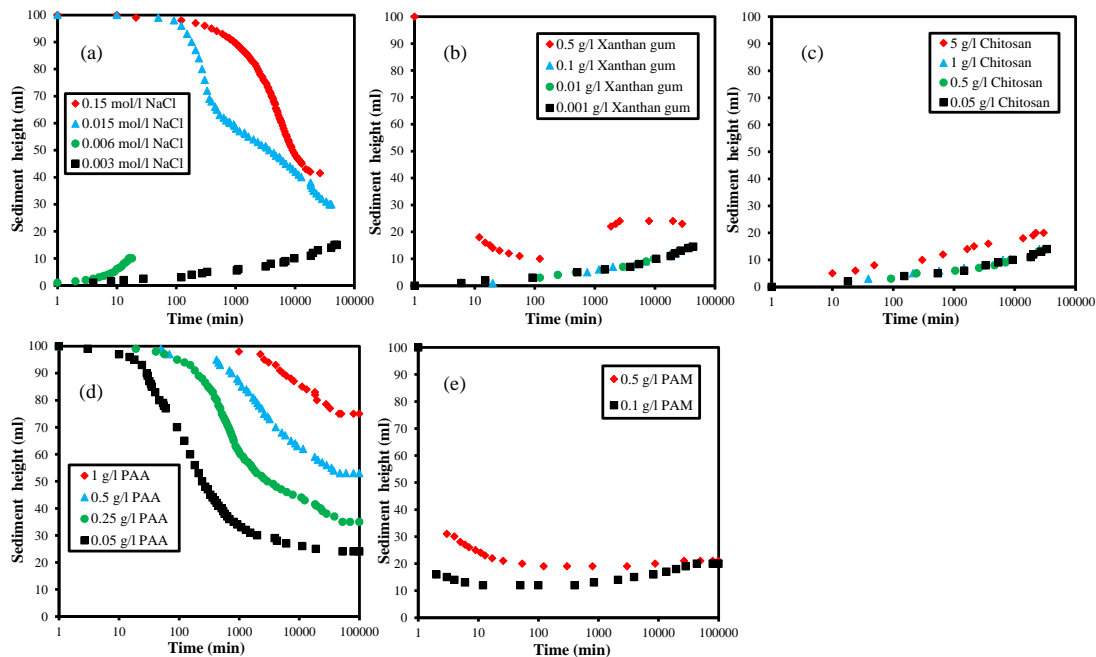 100
90
80
70
60
50
40
30
20
10
0
Sediment height (ml)
(a)
0.15 mol/l NaCl
0.015 mol/l NaCl
0.006 mol/l NaCl
0.003 mol/l NaCl
1 10 100 1000 10000 100000
Time (min)
100
90
80
70
60
50
40
30
20
10
0
Sediment height (ml)
(b)
0.5 g/l Xanthan gum
0.1 g/l Xanthan gum
0.01 g/l Xanthan gum
0.001 g/l Xanthan gum
1 10 100 1000 10000 100000
Time (min)
100
90
80
70
60
50
40
30
20
10
0
Sediment height (ml)
(c)
5 g/l Chitosan
1 g/l Chitosan
0.5 g/l Chitosan
0.05 g/l Chitosan
1 10 100 1000 10000 100000
Time (min)
100
90
80
70
60
50
40
30
20
10
0
Sediment height (ml)
(d)
1 g/l PAA
0.5 g/l PAA
0.25 g/l PAA
0.05 g/l PAA
1 10 100 1000 10000 100000
Time (min)
100
90
80
70
60
50
40
30
20
10
0
Sediment height (ml)
(e)
0.5 g/l PAM
0.1 g/l PAM
1 10 100 1000 10000 100000
Time (min)